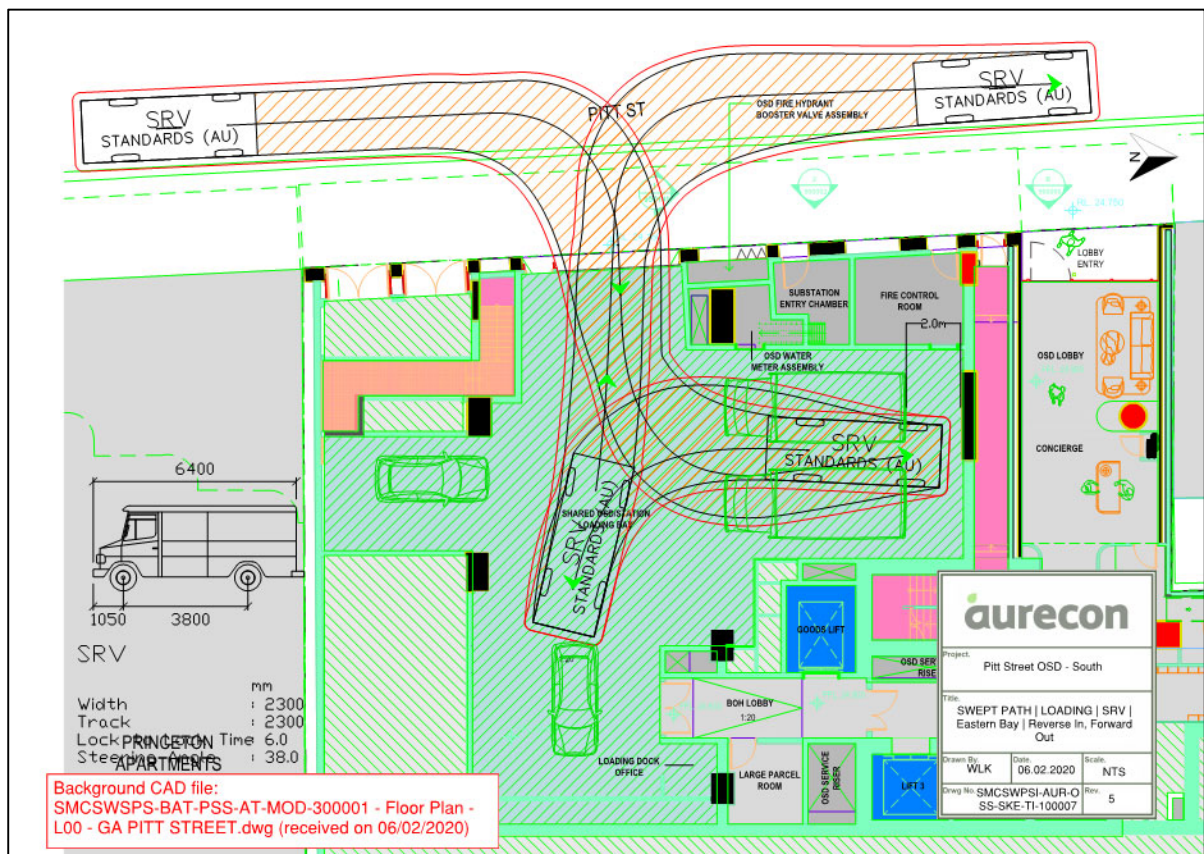 SRV
STANDARDS (AU)
SRV
STANDARDS (AU)
PITT ST
OSD FIRE HYDRANT
BOOSTER VALVE ASSEMBLY
N
RL 24.750
LOBBY
ENTRY
SUBSTATION
ENTRY CHAMBER
FIRE CONTROL
ROOM
2.0m
OSD WATER
METER ASSEMBLY
OSD LOBBY
CONCIERGE
SRV
STANDARDS (AU)
SRV
STANDARDS (AU)
SHARED OSD/STATION
LOADING BAY
6400
1050
3800
SRV
mm
Width : 2300
Track : 2300
Lock to Lock Time : 6.0
Steering Angle : 38.0
PRINCETON
APARTMENTS
GOODS LIFT
BOH LOBBY
1:20
LOADING DOCK
OFFICE
LARGE PARCEL
ROOM
OSD SERVICE
RISER
LIFT 3
OSD SER
RISE
Background CAD file:
SMCSWSPS-BAT-PSS-AT-MOD-300001 - Floor Plan -
L00 - GA PITT STREET.dwg (received on 06/02/2020)
aurecon
Project.
Pitt Street OSD - South
Title.
SWEPT PATH | LOADING | SRV |
Eastern Bay | Reverse In, Forward
Out
Drawn By. WLK
Date. 06.02.2020
Scale. NTS
Drwg No. SMCSWPSI-AUR-O
SS-SKE-TI-100007
Rev. 5